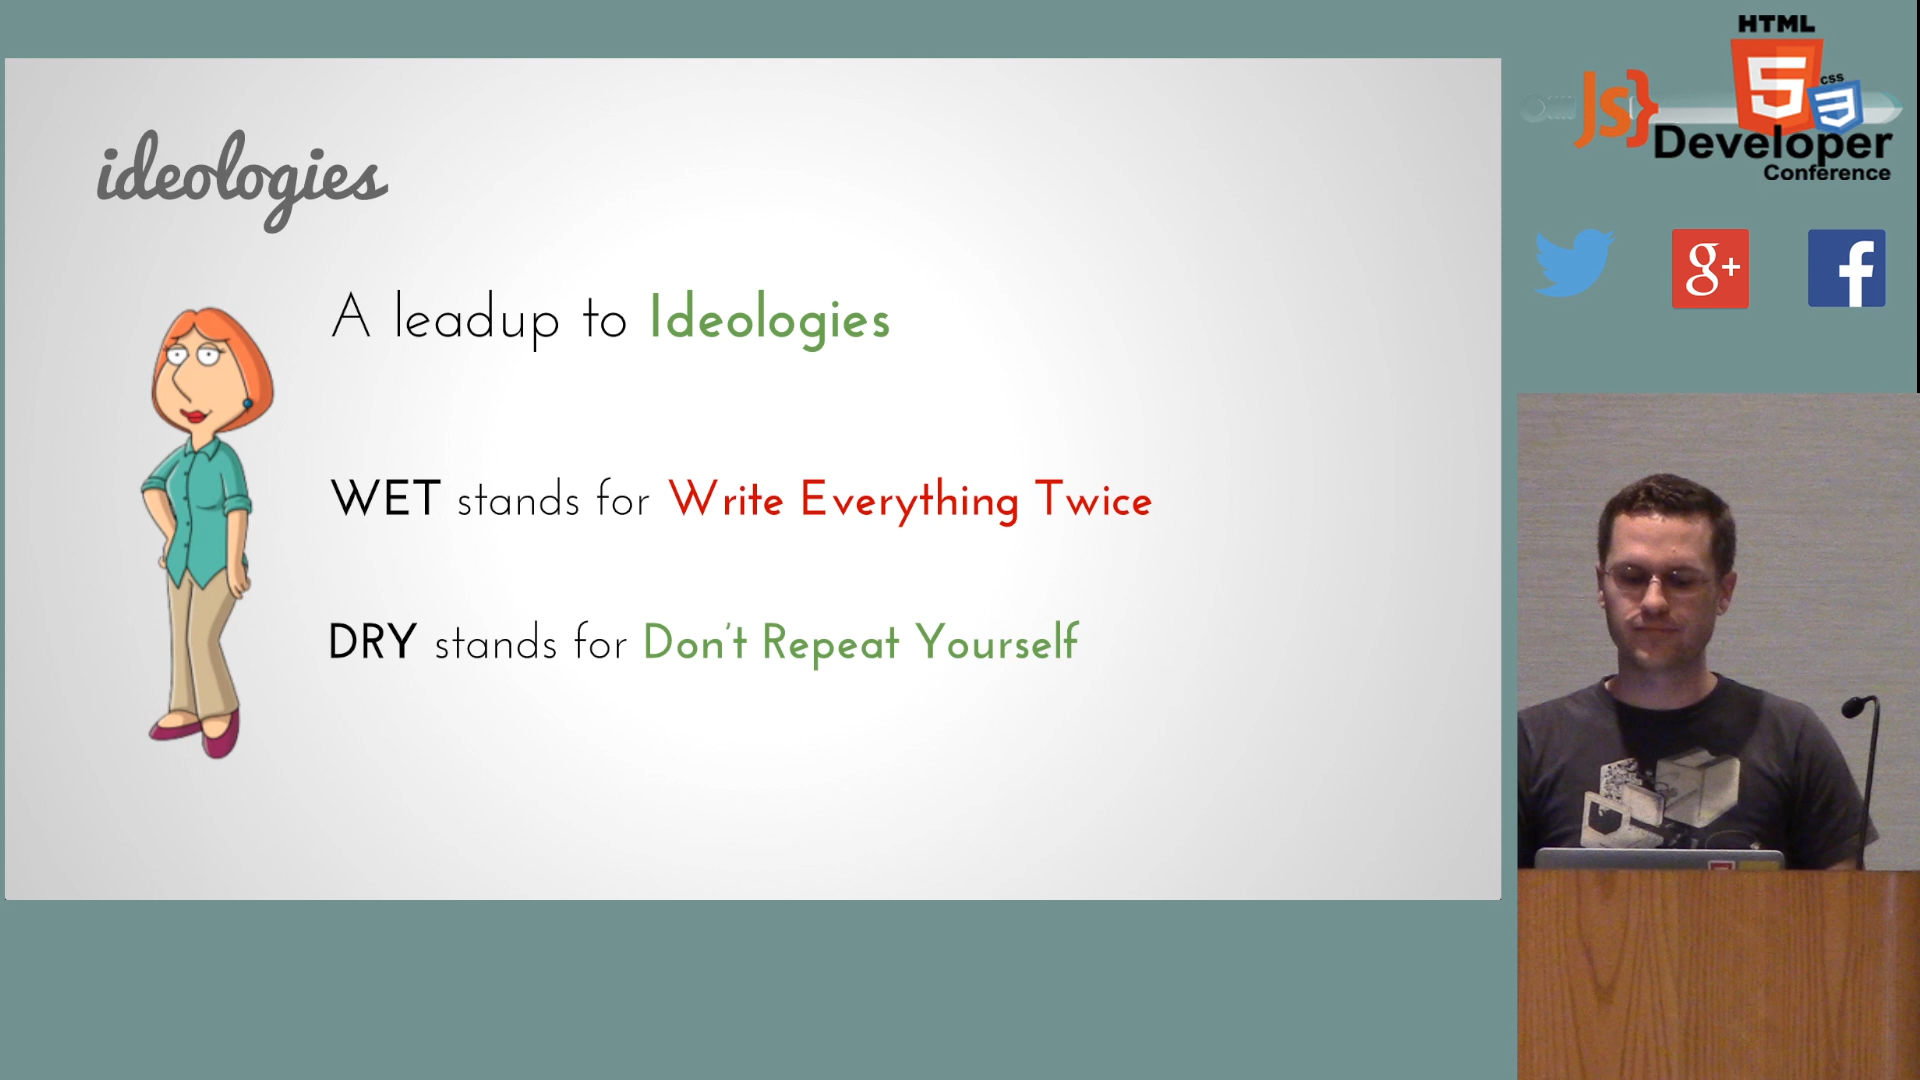 ideologies
A leadup to Ideologies
WET stands for Write Everything Twice
DRY stands for Don't Repeat Yourself
HTML
5
CSS
3
Js}
Developer
Conference
g+
f